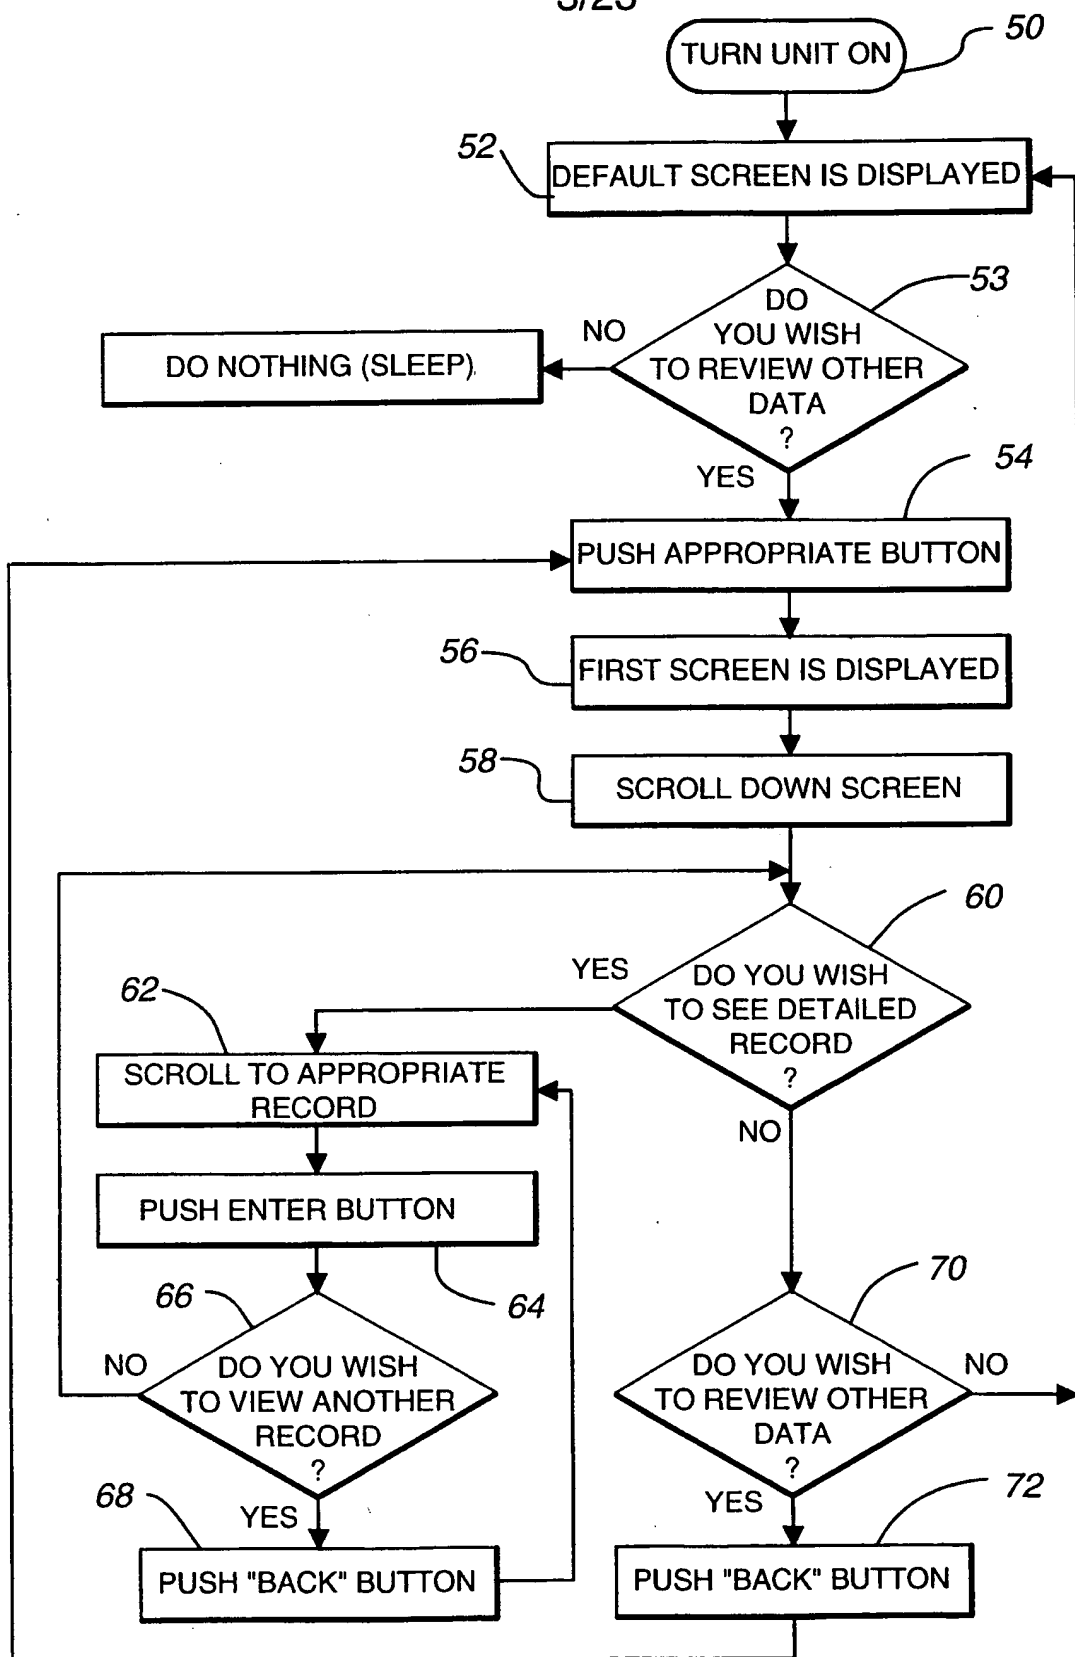 3/23
TURN UNIT ON
50
52
DEFAULT SCREEN IS DISPLAYED
53
DO
YOU WISH
TO REVIEW OTHER
DATA
?
NO
DO NOTHING (SLEEP)
YES
54
PUSH APPROPRIATE BUTTON
56
FIRST SCREEN IS DISPLAYED
58
SCROLL DOWN SCREEN
60
YES
DO YOU WISH
TO SEE DETAILED
RECORD
?
62
SCROLL TO APPROPRIATE
RECORD
NO
PUSH ENTER BUTTON
64
66
NO
DO YOU WISH
TO VIEW ANOTHER
RECORD
?
70
DO YOU WISH
TO REVIEW OTHER
DATA
?
NO
68
YES
PUSH "BACK" BUTTON
YES
72
PUSH "BACK" BUTTON